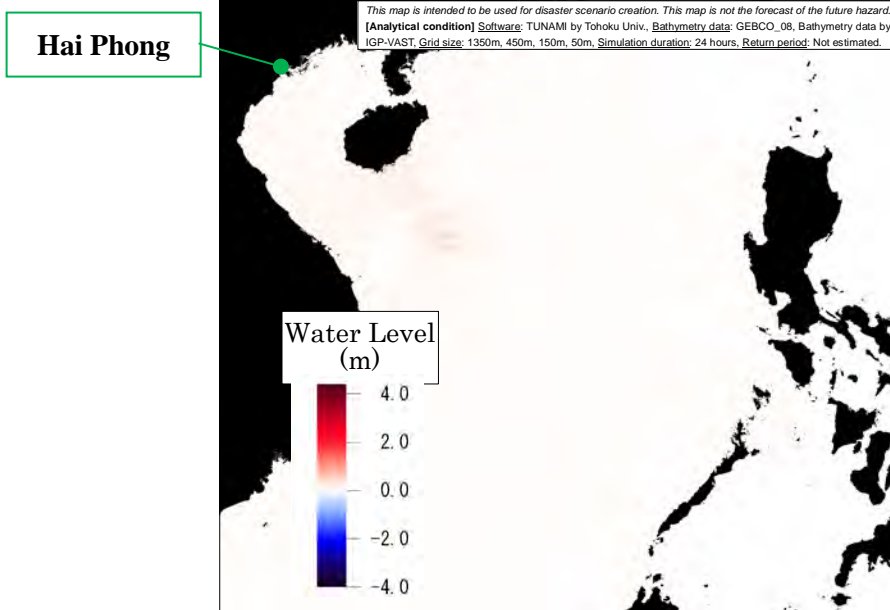 This map is intended to be used for disaster scenario creation. This map is not the forecast of the future hazard.
[Analytical condition] Software: TUNAMI by Tohoku Univ., Bathymetry data: GEBCO_08, Bathymetry data by
IGP-VAST, Grid size: 1350m, 450m, 150m, 50m, Simulation duration: 24 hours, Return period: Not estimated.
Hai Phong
Water Level
(m)
4.0
2.0
0.0
-2.0
-4.0